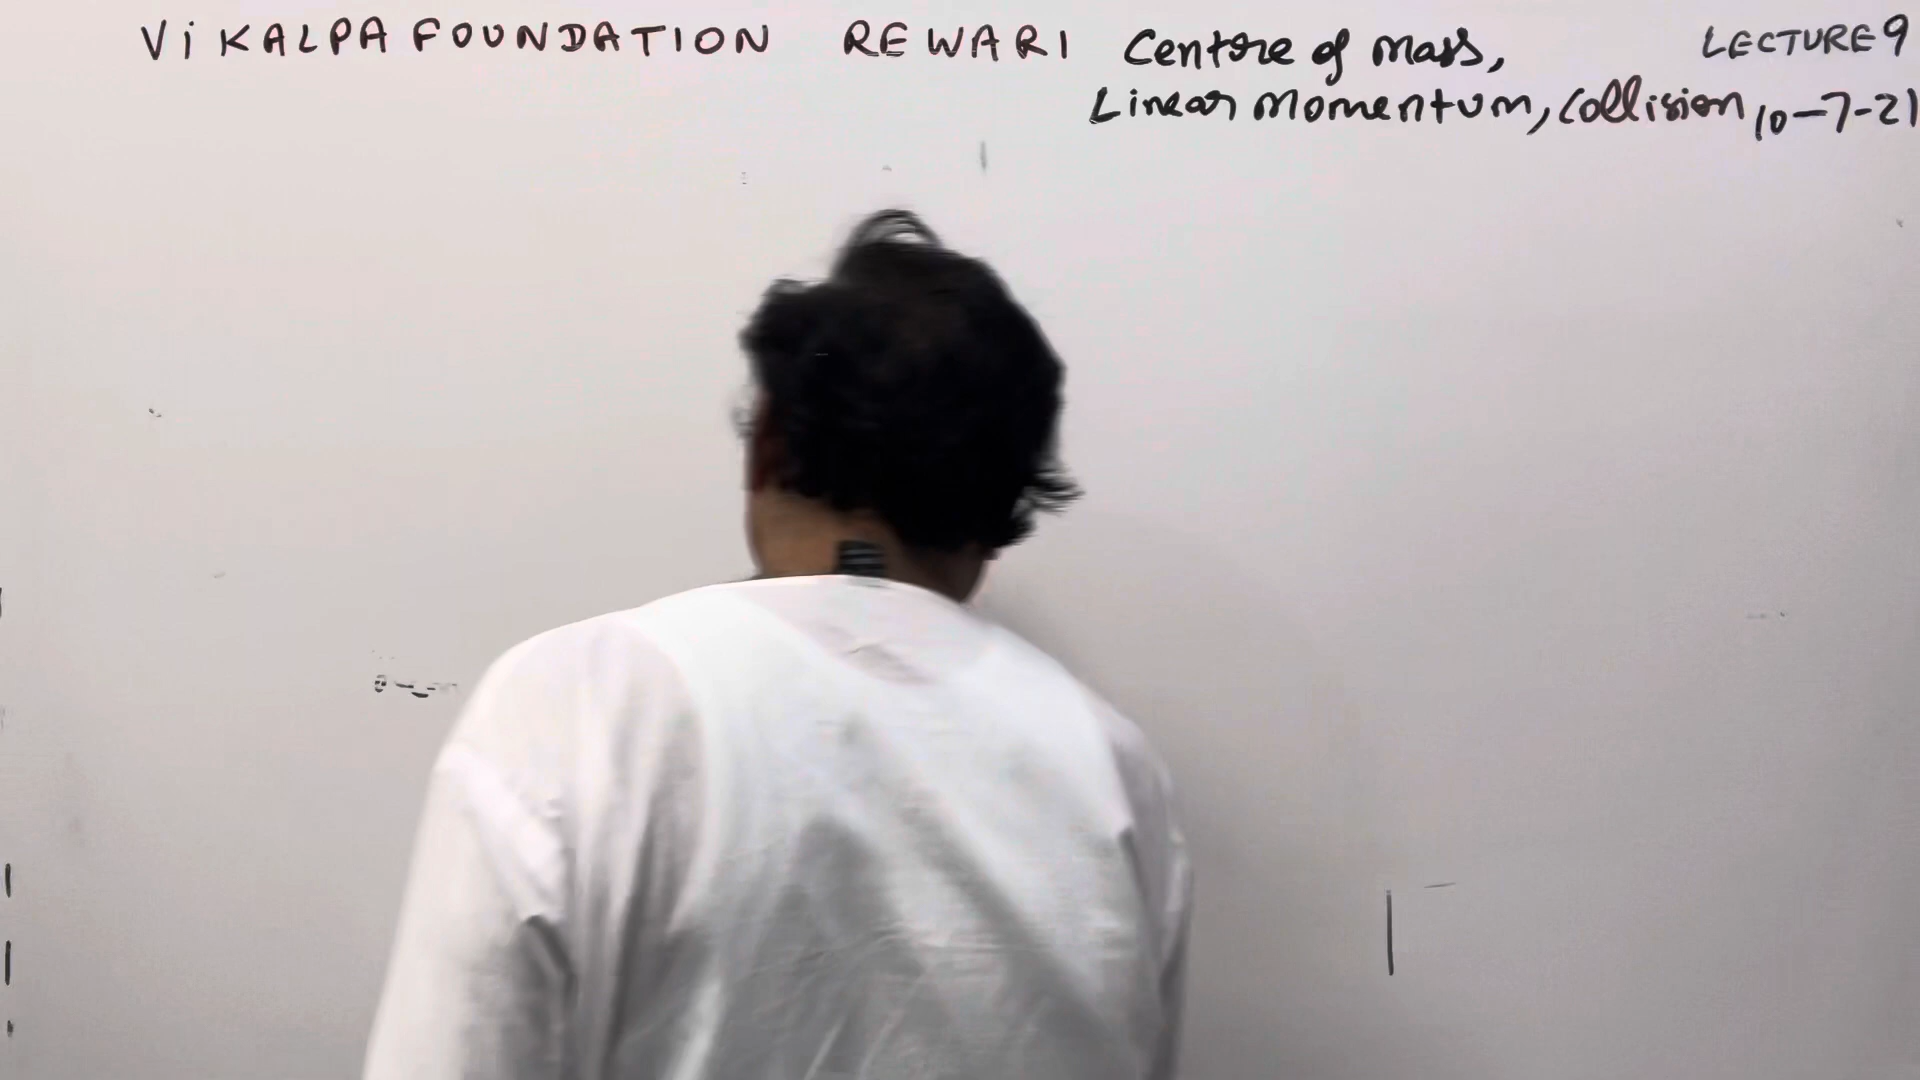 ViKALPA FOUNDATION REWARI Centre of Mass, LECTURE 9
Linear Momentum, Collision 10-7-21